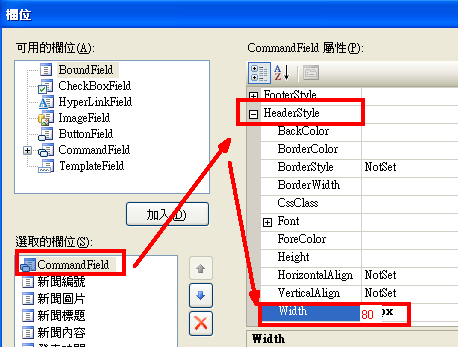 欄位
可用的欄位(A):
BoundField
CheckBoxField
HyperLinkField
ImageField
ButtonField
CommandField
TemplateField
加入(D)
選取的欄位(S):
CommandField
新聞編號
新聞圖片
新聞標題
新聞內容
CommandField 屬性(P):
FooterStyle
HeaderStyle
BackColor
BorderColor
BorderStyle NotSet
BorderWidth
CssClass
Font
ForeColor
Height
HorizontalAlign NotSet
VerticalAlign NotSet
Width 80
Width